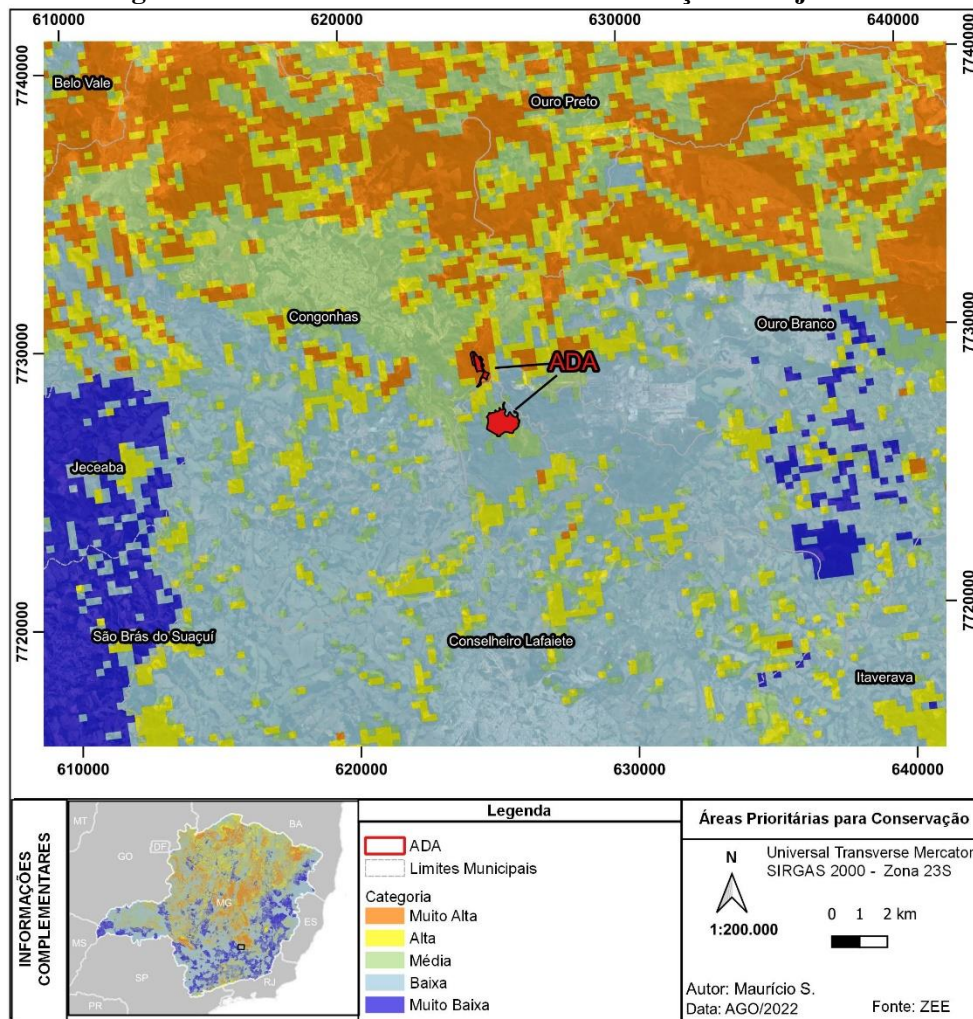 610000 620000 630000 640000
7740000 7740000
Belo Vale
Ouro Preto
Congonhas
Ouro Branco
7730000 7730000
ADA
Jeceaba
7720000 7720000
São Brás do Suaçuí
Conselheiro Lafaiete
Itaverava
610000 620000 630000 640000
INFORMAÇÕES
COMPLEMENTARES
MT
BA
GO
DF
MG
ES
MS
SP
RJ
PR
Legenda
ADA
Limites Municipais
Categoria
Muito Alta
Alta
Média
Baixa
Muito Baixa
Áreas Prioritárias para Conservação
N
1:200.000
Universal Transverse Mercator
SIRGAS 2000 - Zona 23S
0 1 2 km
Autor: Maurício S.
Data: AGO/2022
Fonte: ZEE